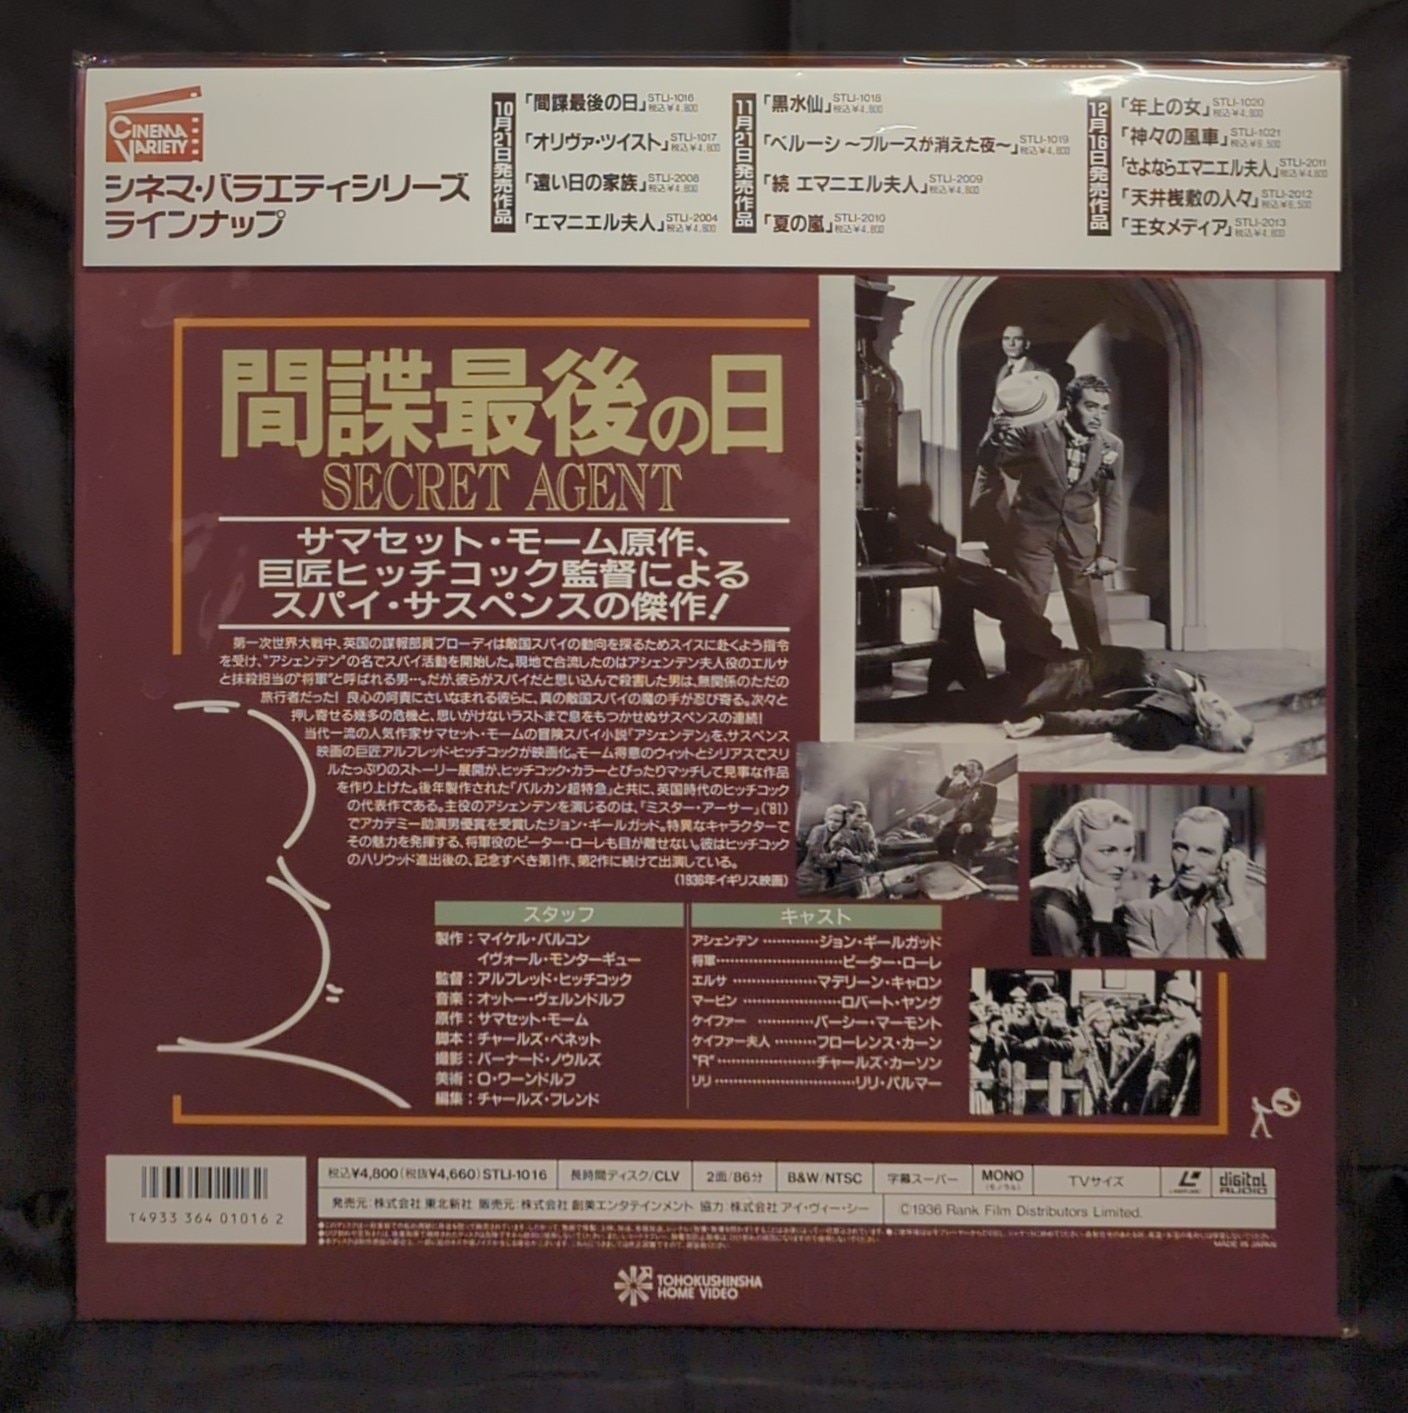 CINEMA
VARIETY
シネマ・バラエティシリーズ
ラインナップ
10月21日発売作品
「間諜最後の日」STLI-1016 税込¥4,800
「オリヴァ・ツイスト」STLI-1017 税込¥4,800
「遠い日の家族」STLI-2008 税込¥4,800
「エマニエル夫人」STLI-2004 税込¥4,800
11月21日発売作品
「黒水仙」STLI-1018 税込¥4,800
「ベルーシ〜ブルースが消えた夜〜」STLI-1019 税込¥4,800
「続 エマニエル夫人」STLI-2009 税込¥4,800
「夏の嵐」STLI-2010 税込¥4,800
12月16日発売作品
「年上の女」STLI-1020 税込¥4,800
「神々の風車」STLI-1021 税込¥6,500
「さよならエマニエル夫人」STLI-2011 税込¥4,800
「天井桟敷の人々」STLI-2012 税込¥6,500
「王女メディア」STLI-2013 税込¥4,800
間諜最後の日
SECRET AGENT
サマセット・モーム原作、
巨匠ヒッチコック監督による
スパイ・サスペンスの傑作!
第一次世界大戦中、英国の諜報部員ブローディは敵国スパイの動向を探るためスイスに赴くよう指令
を受け、"アシェンデン"の名でスパイ活動を開始した。現地で合流したのはアシェンデン夫人役のエルサ
と抹殺担当の"将軍"と呼ばれる男…。だが、彼らがスパイだと思い込んで殺害した男は、無関係のただの
旅行者だった! 良心の呵責にさいなまれる彼らに、真の敵国スパイの魔の手が忍び寄る。次々と
押し寄せる幾多の危機と、思いがけないラストまで息をもつかせぬサスペンスの連続!
当代一流の人気作家サマセット・モームの冒険スパイ小説『アシェンデン』を、サスペンス
映画の巨匠アルフレッド・ヒッチコックが映画化。モーム得意のウィットとシリアスでスリ
ルたっぷりのストーリー展開が、ヒッチコック・カラーとぴったりマッチして見事な作品
を作り上げた。後年製作された『バルカン超特急』と共に、英国時代のヒッチコック
の代表作である。主役のアシェンデンを演じるのは、『ミスター・アーサー』('81)
でアカデミー助演男優賞を受賞したジョン・ギールガッド。特異なキャラクターで
その魅力を発揮する、将軍役のピーター・ローレも目が離せない。彼はヒッチコック
のハリウッド進出後の、記念すべき第1作、第2作に続けて出演している。
(1936年イギリス映画)
スタッフ
製作：マイケル・バルコン
イヴォール・モンターギュー
監督：アルフレッド・ヒッチコック
音楽：オットー・ヴェルンドルフ
原作：サマセット・モーム
脚本：チャールズ・ベネット
撮影：バーナード・ノウルズ
美術：O・ワーンドルフ
編集：チャールズ・フレンド
キャスト
アシェンデン…………ジョン・ギールガッド
将軍…………………………ピーター・ローレ
エルサ………………マデリーン・キャロン
マービン…………………ロバート・ヤング
ケイファー…………パーシー・マーモント
ケイファー夫人………フローレンス・カーン
"R"…………………チャールズ・カーソン
リリ…………………………リリ・パルマー
T4933 364 01016 2
税込¥4,800(税抜¥4,660) STLI-1016 長時間ディスク/CLV 2面/86分 B&W/NTSC 字幕スーパー MONO (モノラル) TVサイズ digital AUDIO
発売元：株式会社 東北新社 販売元：株式会社 創美エンタテインメント 協力 株式会社 アイ・ヴィー・シー ©1936 Rank Film Distributors Limited.
MADE IN JAPAN
TOHOKUSHINSHA
HOME VIDEO